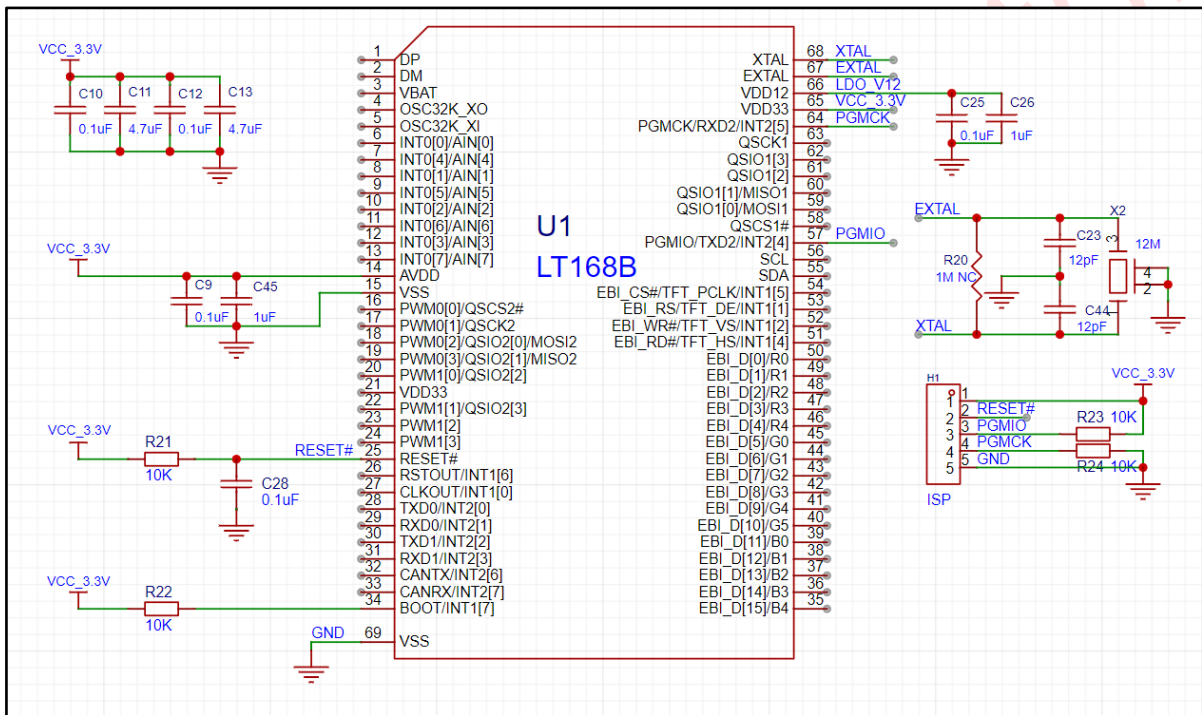 VCC_3.3V
C10
C11
C12
C13
0.1uF
4.7uF
0.1uF
4.7uF
VCC_3.3V
C9
C45
0.1uF
1uF
VCC_3.3V
R21
10K
RESET#
C28
0.1uF
VCC_3.3V
R22
10K
GND
U1
LT168B
1 DP
2 DM
3 VBAT
4 OSC32K_XO
5 OSC32K_XI
6 INT0[0]/AIN[0]
7 INT0[4]/AIN[4]
8 INT0[1]/AIN[1]
9 INT0[5]/AIN[5]
10 INT0[2]/AIN[2]
11 INT0[6]/AIN[6]
12 INT0[3]/AIN[3]
13 INT0[7]/AIN[7]
14 AVDD
15 VSS
16 PWM0[0]/QSCS2#
17 PWM0[1]/QSCK2
18 PWM0[2]/QSIO2[0]/MOSI2
19 PWM0[3]/QSIO2[1]/MISO2
20 PWM1[0]/QSIO2[2]
21 VDD33
22 PWM1[1]/QSIO2[3]
23 PWM1[2]
24 PWM1[3]
25 RESET#
26 RSTOUT/INT1[6]
27 CLKOUT/INT1[0]
28 TXD0/INT2[0]
29 RXD0/INT2[1]
30 TXD1/INT2[2]
31 RXD1/INT2[3]
32 CANTX/INT2[6]
33 CANRX/INT2[7]
34 BOOT/INT1[7]
69 VSS
XTAL 68 XTAL
EXTAL 67 EXTAL
VDD12 66 LDO_V12
VDD33 65 VCC_3.3V
PGMCK/RXD2/INT2[5] 64 PGMCK
QSCK1 63
QSIO1[3] 62
QSIO1[2] 61
QSIO1[1]/MISO1 60
QSIO1[0]/MOSI1 59
QSCS1# 58
PGMIO/TXD2/INT2[4] 57 PGMIO
SCL 56
SDA 55
EBI_CS#/TFT_PCLK/INT1[5] 54
EBI_RS/TFT_DE/INT1[1] 53
EBI_WR#/TFT_VS/INT1[2] 52
EBI_RD#/TFT_HS/INT1[4] 51
EBI_D[0]/R0 50
EBI_D[1]/R1 49
EBI_D[2]/R2 48
EBI_D[3]/R3 47
EBI_D[4]/R4 46
EBI_D[5]/G0 45
EBI_D[6]/G1 44
EBI_D[7]/G2 43
EBI_D[8]/G3 42
EBI_D[9]/G4 41
EBI_D[10]/G5 40
EBI_D[11]/B0 39
EBI_D[12]/B1 38
EBI_D[13]/B2 37
EBI_D[14]/B3 36
EBI_D[15]/B4 35
C25
C26
0.1uF
1uF
EXTAL
X2
C23
12pF
3
12M
R20
1M NC
4
2
C44
1
12pF
XTAL
H1
VCC_3.3V
1 1
2 2 RESET#
3 3 PGMIO
R23 10K
4 4 PGMCK
5 5 GND
R24 10K
ISP